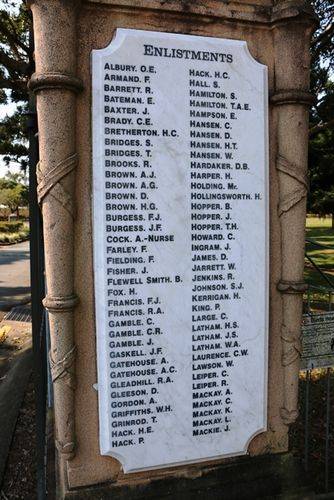 ENLISTMENTS
ALBURY. O.E.
ARMAND. F.
BARRETT. R.
BATEMAN. E.
BAXTER. J.
BRADY. C.E.
BRETHERTON. H.C.
BRIDGES. S.
BRIDGES. T.
BROOKS. R.
BROWN. A.J.
BROWN. A.G.
BROWN. D.
BROWN. H.G.
BURGESS. F.J.
BURGESS. J.F.
COCK. A.-NURSE
FARLEY. F.
FIELDING. F.
FISHER. J.
FLEWELL SMITH. B.
FOX. H.
FRANCIS. F.J.
FRANCIS. R.A.
GAMBLE. C.
GAMBLE. C.R.
GAMBLE. J.
GASKELL. J.F.
GATEHOUSE. A.
GATEHOUSE. A.C.
GLEADHILL. R.A.
GLEESON. D.
GORDON. A.
GRIFFITHS. W.H.
GRINROD. T.
HACK. H.E.
HACK. P.
HACK. H.C.
HALL. S.
HAMILTON. S.
HAMILTON. T.A.E.
HAMPSON. E.
HANSEN. C.
HANSEN. D.
HANSEN. H.T.
HANSEN. W.
HARDAKER. D.B.
HARPER. H.
HOLDING. Mr.
HOLLINGSWORTH. H.
HOPPER. B.
HOPPER. J.
HOPPER. T.H.
HOWARD. C.
INGRAM. J.
JAMES. D.
JARRETT. W.
JENKINS. R.
JOHNSON. S.J.
KERRIGAN. H.
KING. P.
LARGE. C.
LATHAM. H.S.
LATHAM. J.S.
LATHAM. W.A.
LAURENCE. C.W.
LAWSON. W.
LEIPER. C.
LEIPER. R.
MACKAY. A.
MACKAY. C.
MACKAY. K.
MACKAY. L.
MACKIE. J.